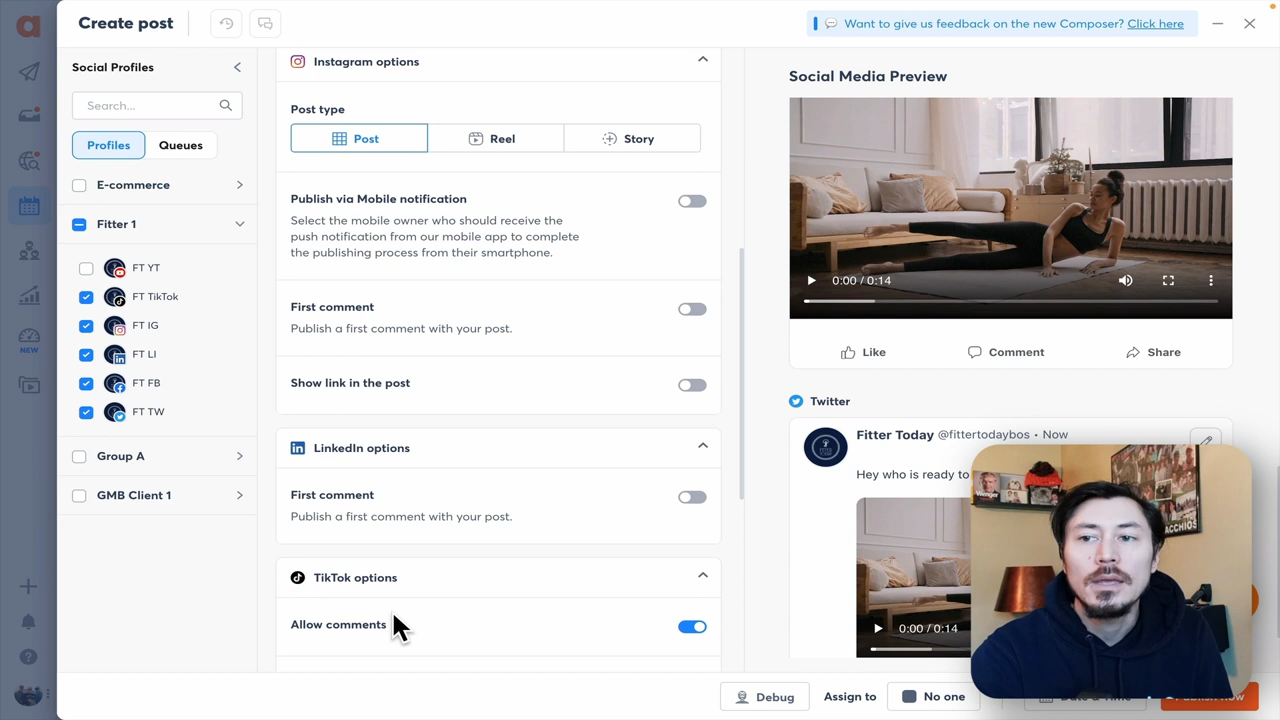 Create post
Want to give us feedback on the new Composer? Click here
Social Profiles
Search...
Profiles
Queues
E-commerce
Fitter 1
FT YT
FT TikTok
FT IG
FT LI
FT FB
FT TW
Group A
GMB Client 1
NEW
Instagram options
Post type
Post
Reel
Story
Publish via Mobile notification
Select the mobile owner who should receive the
push notification from our mobile app to complete
the publishing process from their smartphone.
First comment
Publish a first comment with your post.
Show link in the post
LinkedIn options
First comment
Publish a first comment with your post.
TikTok options
Allow comments
Social Media Preview
0:00 / 0:14
Like
Comment
Share
Twitter
Fitter Today @fittertodaybos • Now
Hey who is ready to
0:00 / 0:14
Debug
Assign to
No one